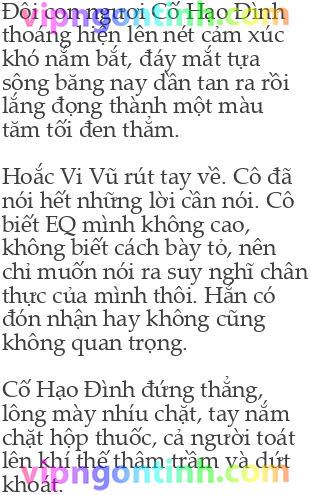 Đôi con ngươi Cố Hạo Đình
thoáng hiện lên nét cảm xúc
khó nắm bắt, đáy mắt tựa
sông băng nay dần tan ra rồi
lắng đọng thành một màu
tăm tối đen thẳm.
Hoắc Vi Vũ rút tay về. Cô đã
nói hết những lời cần nói. Cô
biết EQ mình không cao,
không biết cách bày tỏ, nên
chỉ muốn nói ra suy nghĩ chân
thực của mình thôi. Hắn có
đón nhận hay không cũng
không quan trọng.
Cố Hạo Đình đứng thẳng,
lông mày nhíu chặt, tay nắm
chặt hộp thuốc, cả người toát
lên khí thế thâm trầm và dứt
khoát.
vipngontinh.com
vipngontinh.com